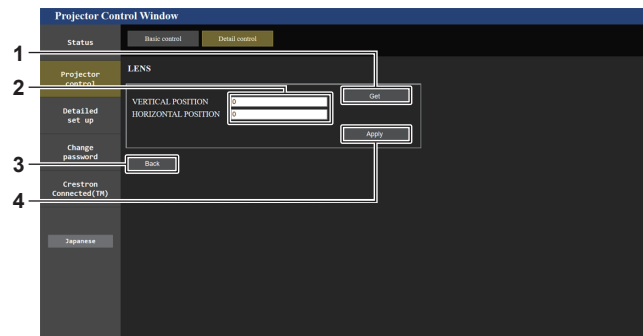 Projector Control Window
Status
Basic control
Detail control
1
Projector
control
LENS
2
VERTICAL POSITION
0
Get
HORIZONTAL POSITION
0
Detailed
set up
Apply
Change
password
3
Back
Crestron
Connected(TM)
4
Japanese